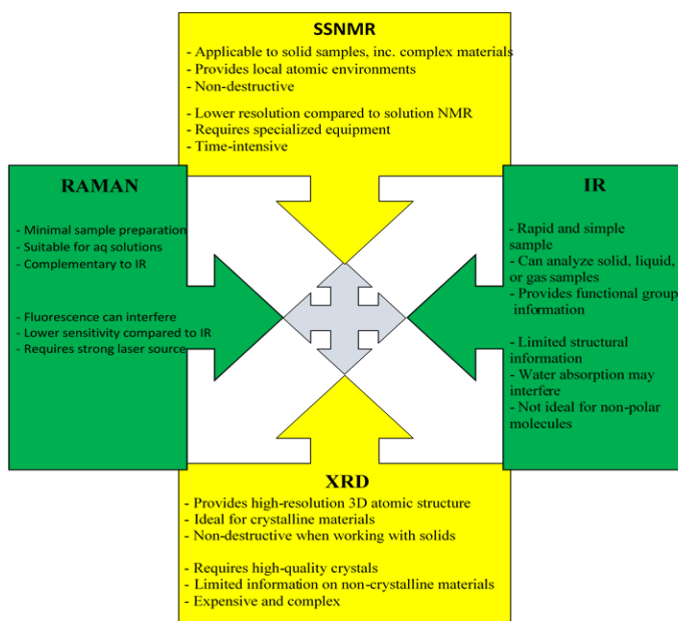 SSNMR
- Applicable to solid samples, inc. complex materials
- Provides local atomic environments
- Non-destructive
- Lower resolution compared to solution NMR
- Requires specialized equipment
- Time-intensive
RAMAN
- Minimal sample preparation
- Suitable for aq solutions
- Complementary to IR
- Fluorescence can interfere
- Lower sensitivity compared to IR
- Requires strong laser source
IR
- Rapid and simple
sample
- Can analyze solid, liquid,
or gas samples
- Provides functional group
information
- Limited structural
information
- Water absorption may
interfere
- Not ideal for non-polar
molecules
XRD
- Provides high-resolution 3D atomic structure
- Ideal for crystalline materials
- Non-destructive when working with solids
- Requires high-quality crystals
- Limited information on non-crystalline materials
- Expensive and complex